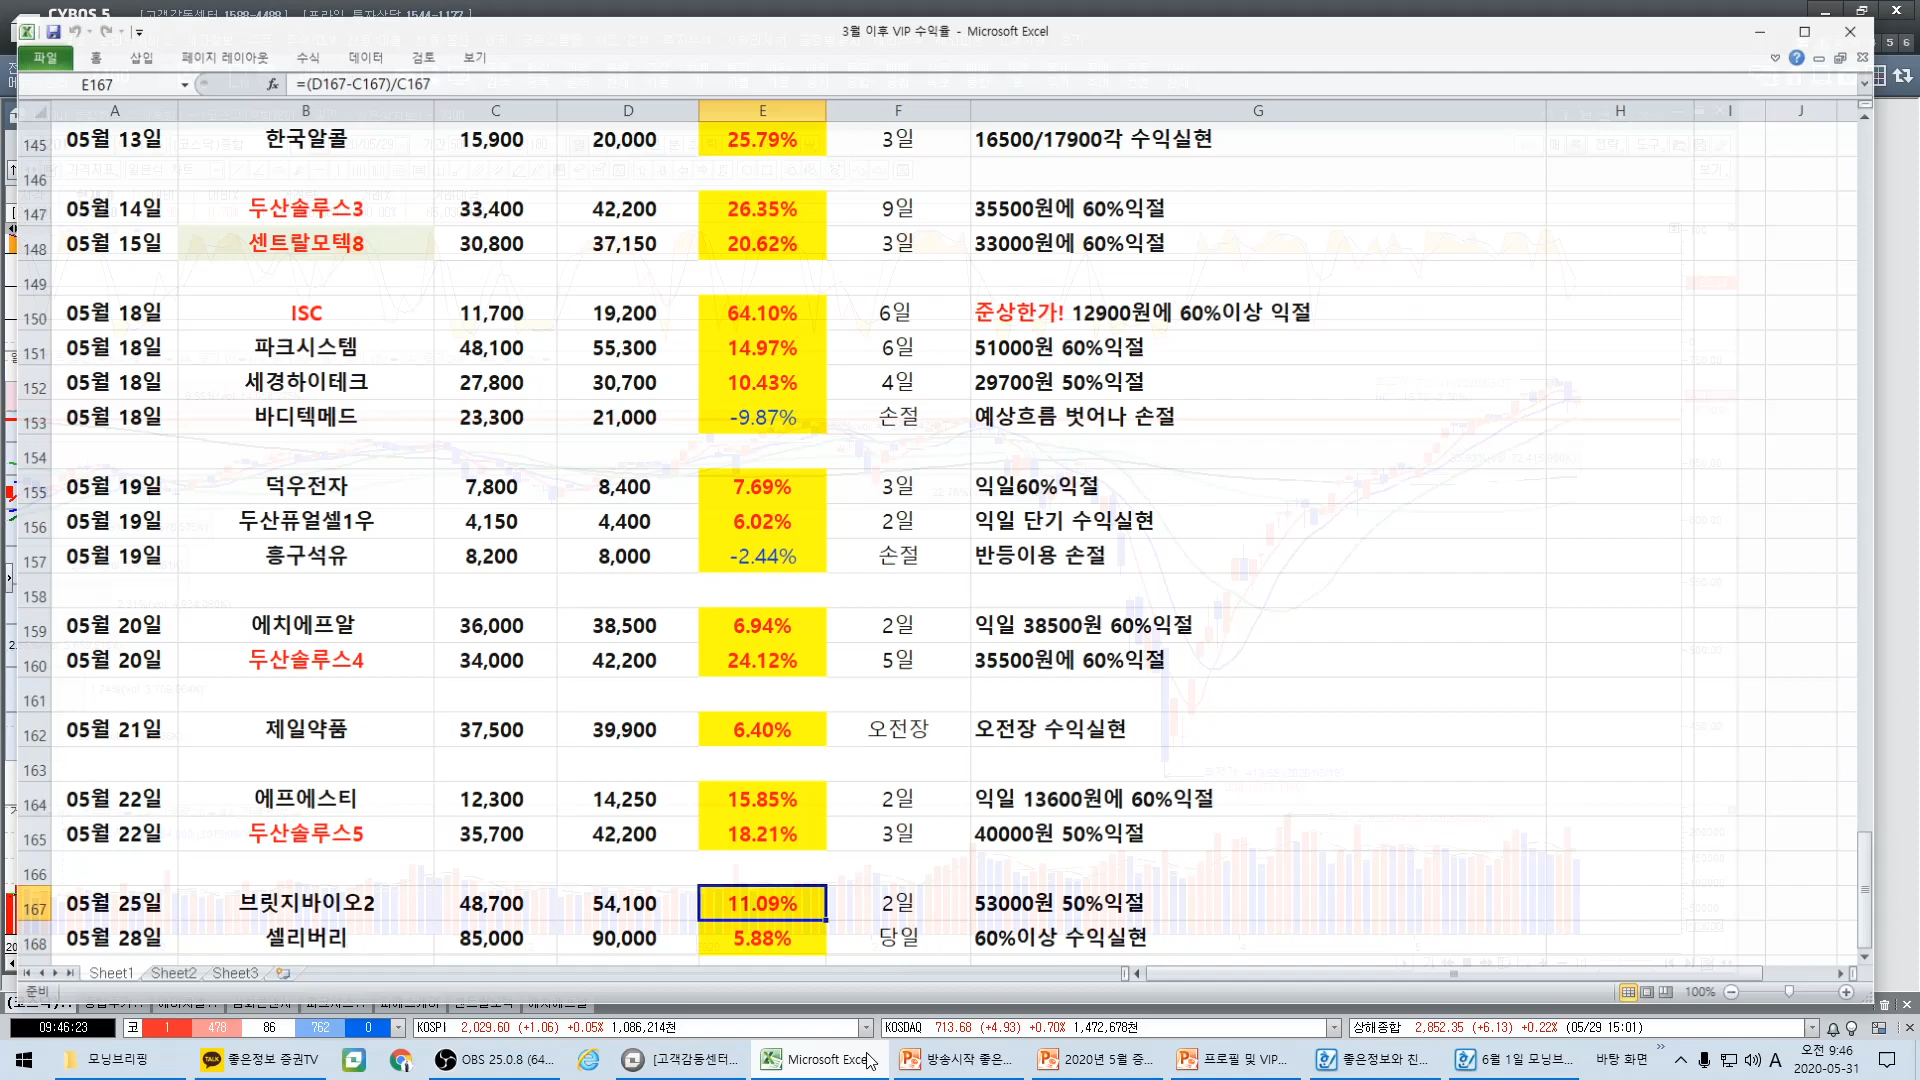 CYBOS 5 [고객감동센터 1588-4488] [프라임 투자상담 1544-1177]
3월 이후 VIP 수익율 - Microsoft Excel
파일 홈 삽입 페이지 레이아웃 수식 데이터 검토 보기
E167 fx =(D167-C167)/C167
A B C D E F G H I J
145 05월 13일 한국알콜 15,900 20,000 25.79% 3일 16500/17900각 수익실현
146
147 05월 14일 두산솔루스3 33,400 42,200 26.35% 9일 35500원에 60%익절
148 05월 15일 센트랄모텍8 30,800 37,150 20.62% 3일 33000원에 60%익절
149
150 05월 18일 ISC 11,700 19,200 64.10% 6일 준상한가! 12900원에 60%이상 익절
151 05월 18일 파크시스템 48,100 55,300 14.97% 6일 51000원 60%익절
152 05월 18일 세경하이테크 27,800 30,700 10.43% 4일 29700원 50%익절
153 05월 18일 바디텍메드 23,300 21,000 -9.87% 손절 예상흐름 벗어나 손절
154
155 05월 19일 덕우전자 7,800 8,400 7.69% 3일 익일60%익절
156 05월 19일 두산퓨얼셀1우 4,150 4,400 6.02% 2일 익일 단기 수익실현
157 05월 19일 흥구석유 8,200 8,000 -2.44% 손절 반등이용 손절
158
159 05월 20일 에치에프알 36,000 38,500 6.94% 2일 익일 38500원 60%익절
160 05월 20일 두산솔루스4 34,000 42,200 24.12% 5일 35500원에 60%익절
161
162 05월 21일 제일약품 37,500 39,900 6.40% 오전장 오전장 수익실현
163
164 05월 22일 에프에스티 12,300 14,250 15.85% 2일 익일 13600원에 60%익절
165 05월 22일 두산솔루스5 35,700 42,200 18.21% 3일 40000원 50%익절
166
167 05월 25일 브릿지바이오2 48,700 54,100 11.09% 2일 53000원 50%익절
168 05월 28일 셀리버리 85,000 90,000 5.88% 당일 60%이상 수익실현
Sheet1 Sheet2 Sheet3
준비 100%
09:46:23 코 1 478 86 762 0 KOSPI 2,029.60 (+1.06) +0.05% 1,086,214천 KOSDAQ 713.68 (+4.93) +0.70% 1,472,678천 상해종합 2,852.35 (+6.13) +0.22% (05/29 15:01)
모닝브리핑 좋은정보 증권TV OBS 25.0.8 (64... [고객감동센터... Microsoft Exce 방송시작 좋은... 2020년 5월 증... 프로필 및 VIP... 좋은정보와 친... 6월 1일 모닝브... 바탕 화면 A 오전 9:46
2020-05-31